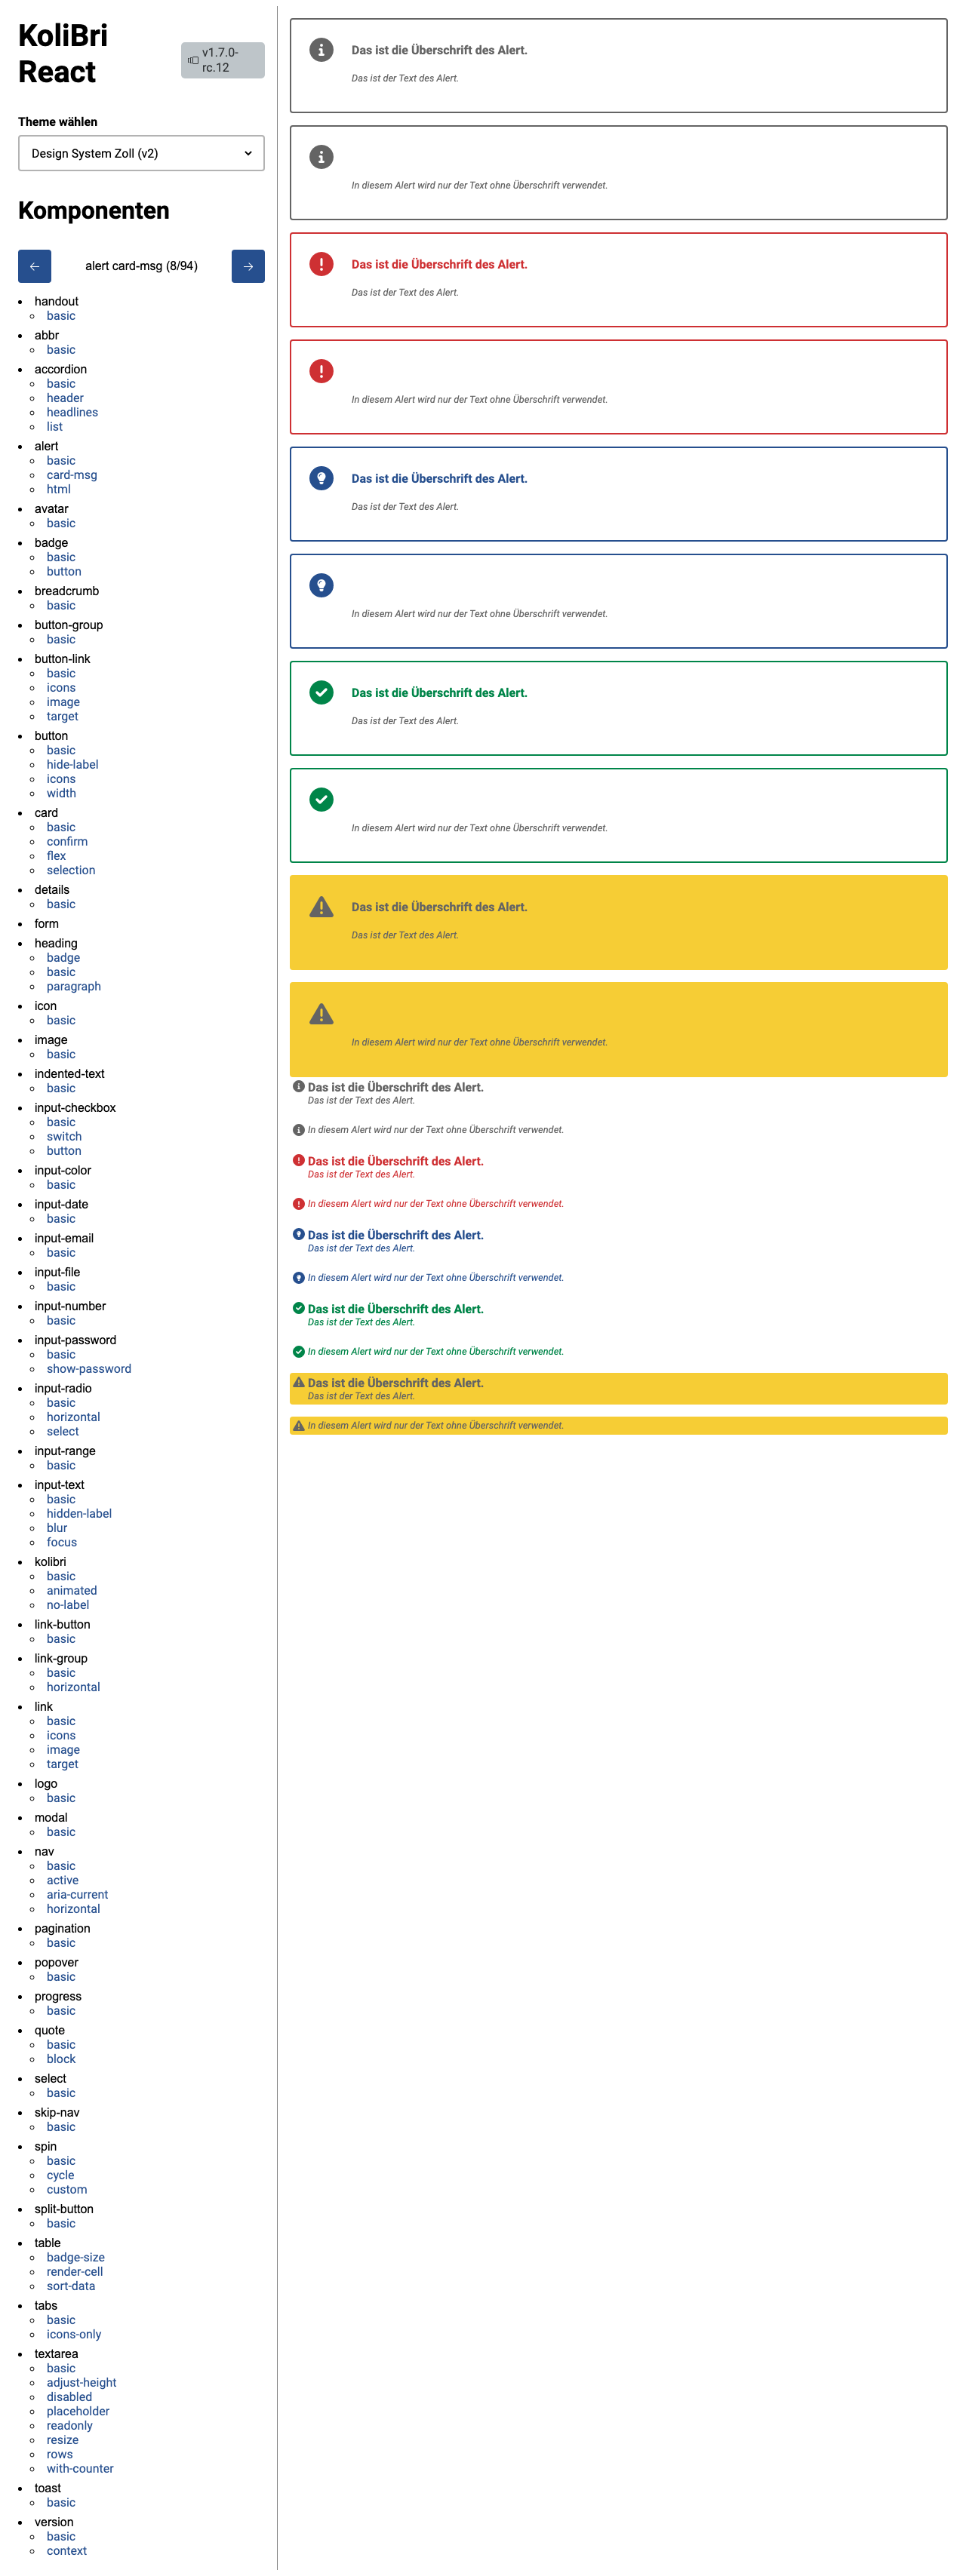 KoliBri
React
v1.7.0-
rc.12
Theme wählen
Design System Zoll (v2)
Komponenten
←
alert card-msg (8/94)
→
handout
basic
abbr
basic
accordion
basic
header
headlines
list
alert
basic
card-msg
html
avatar
basic
badge
basic
button
breadcrumb
basic
button-group
basic
button-link
basic
icons
image
target
button
basic
hide-label
icons
width
card
basic
confirm
flex
selection
details
basic
form
heading
badge
basic
paragraph
icon
basic
image
basic
indented-text
basic
input-checkbox
basic
switch
button
input-color
basic
input-date
basic
input-email
basic
input-file
basic
input-number
basic
input-password
basic
show-password
input-radio
basic
horizontal
select
input-range
basic
input-text
basic
hidden-label
blur
focus
kolibri
basic
animated
no-label
link-button
basic
link-group
basic
horizontal
link
basic
icons
image
target
logo
basic
modal
basic
nav
basic
active
aria-current
horizontal
pagination
basic
popover
basic
progress
basic
quote
basic
block
select
basic
skip-nav
basic
spin
basic
cycle
custom
split-button
basic
table
badge-size
render-cell
sort-data
tabs
basic
icons-only
textarea
basic
adjust-height
disabled
placeholder
readonly
resize
rows
with-counter
toast
basic
version
basic
context
Das ist die Überschrift des Alert.
Das ist der Text des Alert.
In diesem Alert wird nur der Text ohne Überschrift verwendet.
Das ist die Überschrift des Alert.
Das ist der Text des Alert.
In diesem Alert wird nur der Text ohne Überschrift verwendet.
Das ist die Überschrift des Alert.
Das ist der Text des Alert.
In diesem Alert wird nur der Text ohne Überschrift verwendet.
Das ist die Überschrift des Alert.
Das ist der Text des Alert.
In diesem Alert wird nur der Text ohne Überschrift verwendet.
Das ist die Überschrift des Alert.
Das ist der Text des Alert.
In diesem Alert wird nur der Text ohne Überschrift verwendet.
Das ist die Überschrift des Alert.
Das ist der Text des Alert.
In diesem Alert wird nur der Text ohne Überschrift verwendet.
Das ist die Überschrift des Alert.
Das ist der Text des Alert.
In diesem Alert wird nur der Text ohne Überschrift verwendet.
Das ist die Überschrift des Alert.
Das ist der Text des Alert.
In diesem Alert wird nur der Text ohne Überschrift verwendet.
Das ist die Überschrift des Alert.
Das ist der Text des Alert.
In diesem Alert wird nur der Text ohne Überschrift verwendet.
Das ist die Überschrift des Alert.
Das ist der Text des Alert.
In diesem Alert wird nur der Text ohne Überschrift verwendet.